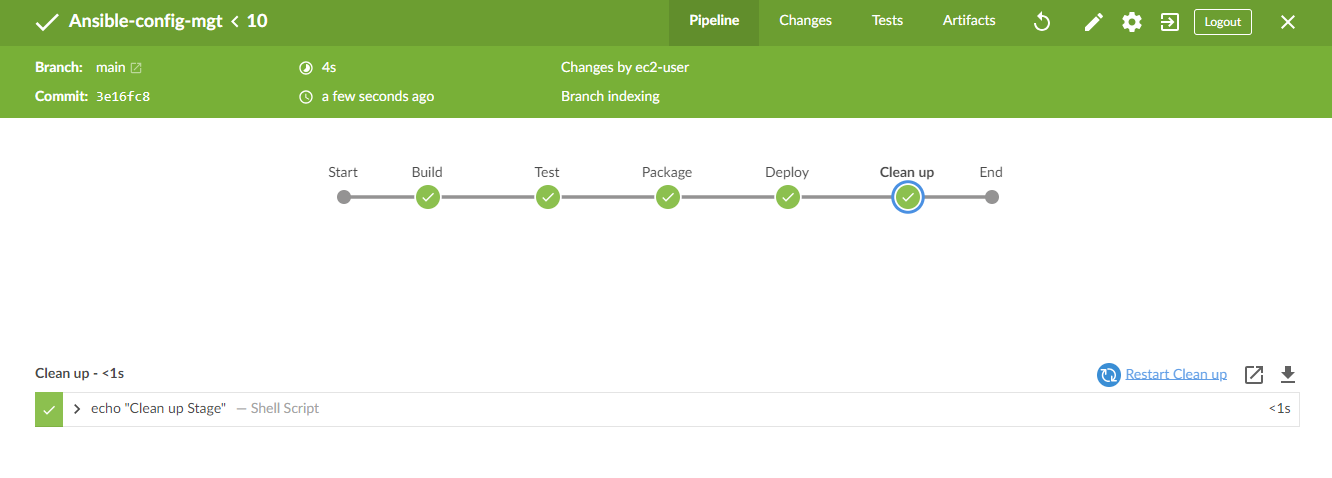 Ansible-config-mgt < 10
Pipeline Changes Tests Artifacts Logout
Branch: main 4s Changes by ec2-user
Commit: 3e16fc8 a few seconds ago Branch indexing
Start Build Test Package Deploy Clean up End
Clean up - <1s Restart Clean up
echo "Clean up Stage" — Shell Script <1s